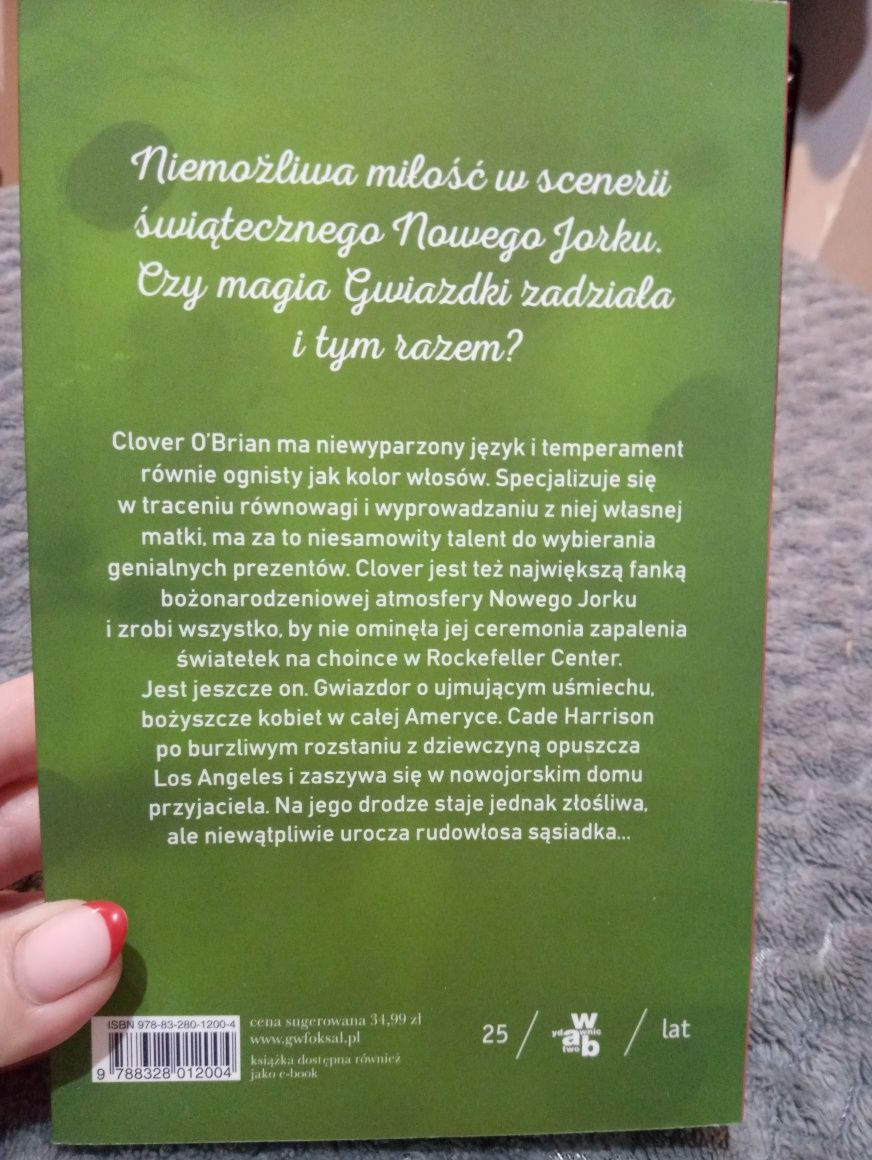 Niemożliwa miłość w scenerii
świątecznego Nowego Jorku.
Czy magia Gwiazdki zadziała
i tym razem?
Clover O'Brian ma niewyparzony język i temperament
równie ognisty jak kolor włosów. Specjalizuje się
w traceniu równowagi i wyprowadzaniu z niej własnej
matki, ma za to niesamowity talent do wybierania
genialnych prezentów. Clover jest też największą fanką
bożonarodzeniowej atmosfery Nowego Jorku
i zrobi wszystko, by nie ominęła jej ceremonia zapalenia
światełek na choince w Rockefeller Center.
Jest jeszcze on. Gwiazdor o ujmującym uśmiechu,
bożyszcze kobiet w całej Ameryce. Cade Harrison
po burzliwym rozstaniu z dziewczyną opuszcza
Los Angeles i zaszywa się w nowojorskim domu
przyjaciela. Na jego drodze staje jednak złośliwa,
ale niewątpliwie urocza rudowłosa sąsiadka...
ISBN 978-83-280-1200-4
9 788328 012004
cena sugerowana 34,99 zł
www.gwfoksal.pl
książka dostępna również
jako e-book
25 / wydawnictwo wab / lat